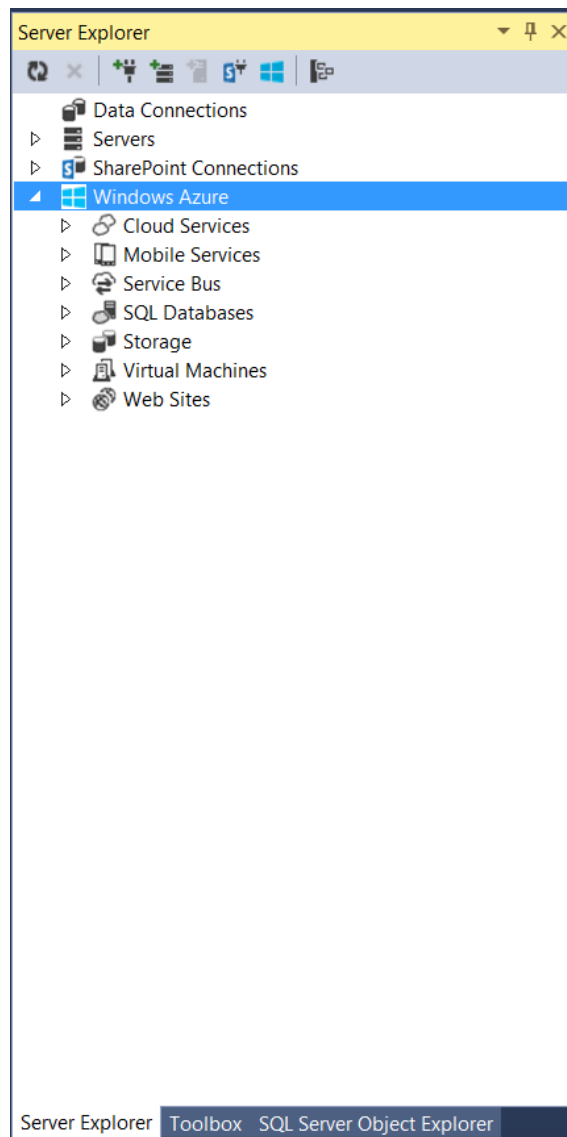 Server Explorer
Data Connections
Servers
SharePoint Connections
Windows Azure
Cloud Services
Mobile Services
Service Bus
SQL Databases
Storage
Virtual Machines
Web Sites
Server Explorer Toolbox SQL Server Object Explorer